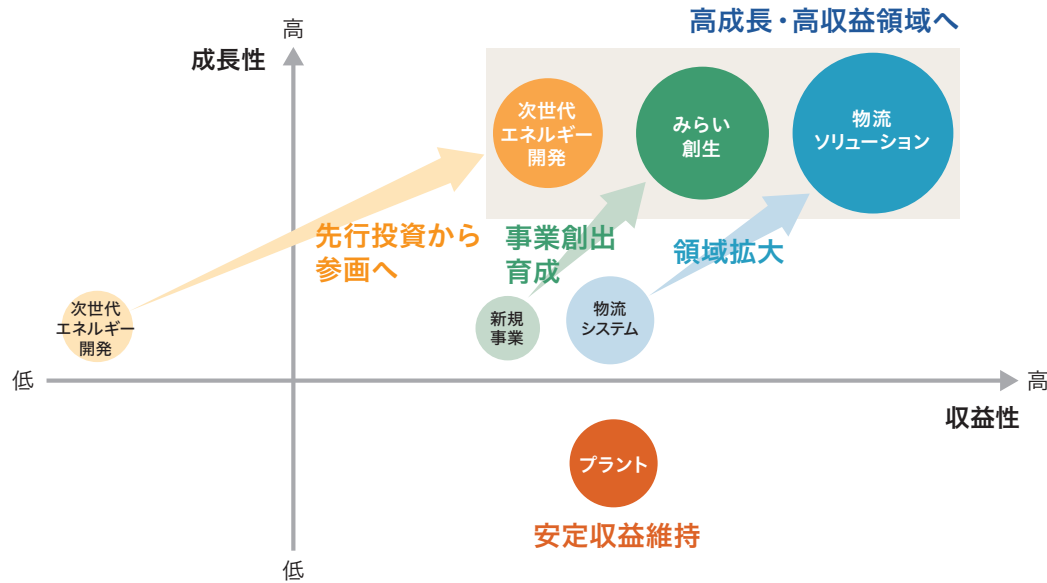 高成長・高収益領域へ
高
成長性
次世代
エネルギー
開発
みらい
創生
物流
ソリューション
先行投資から
参画へ
事業創出
育成
領域拡大
次世代
エネルギー
開発
新規
事業
物流
システム
低
高
収益性
プラント
安定収益維持
低